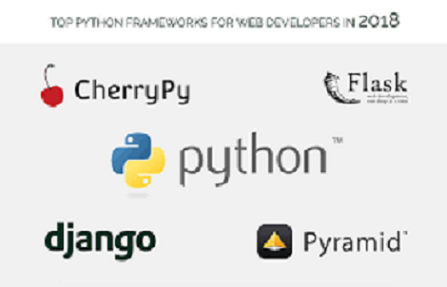 TOP PYTHON FRAMEWORKS FOR WEB DEVELOPERS IN 2018
CherryPy
Flask
python™
django
Pyramid™